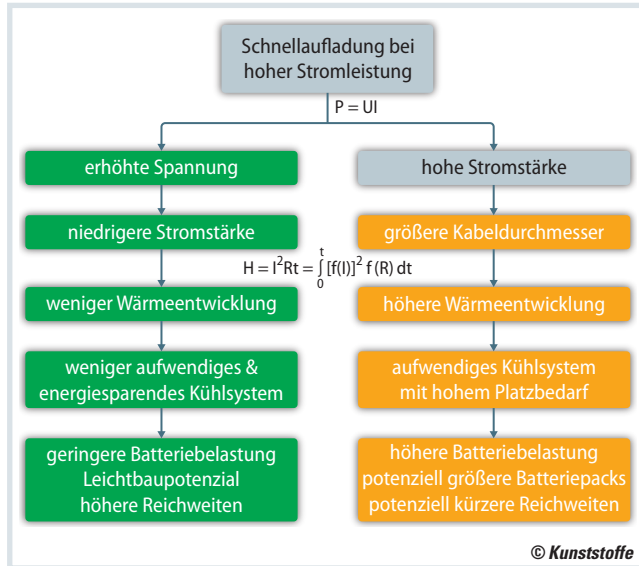 Schnellaufladung bei
hoher Stromleistung
P = UI
erhöhte Spannung
niedrigere Stromstärke
H = I²Rt = ∫₀ᵗ [f(I)]² f(R) dt
weniger Wärmeentwicklung
weniger aufwendiges &
energiesparendes Kühlsystem
geringere Batteriebelastung
Leichtbaupotenzial
höhere Reichweiten
hohe Stromstärke
größere Kabeldurchmesser
höhere Wärmeentwicklung
aufwendiges Kühlsystem
mit hohem Platzbedarf
höhere Batteriebelastung
potenziell größere Batteriepacks
potenziell kürzere Reichweiten
© Kunststoffe